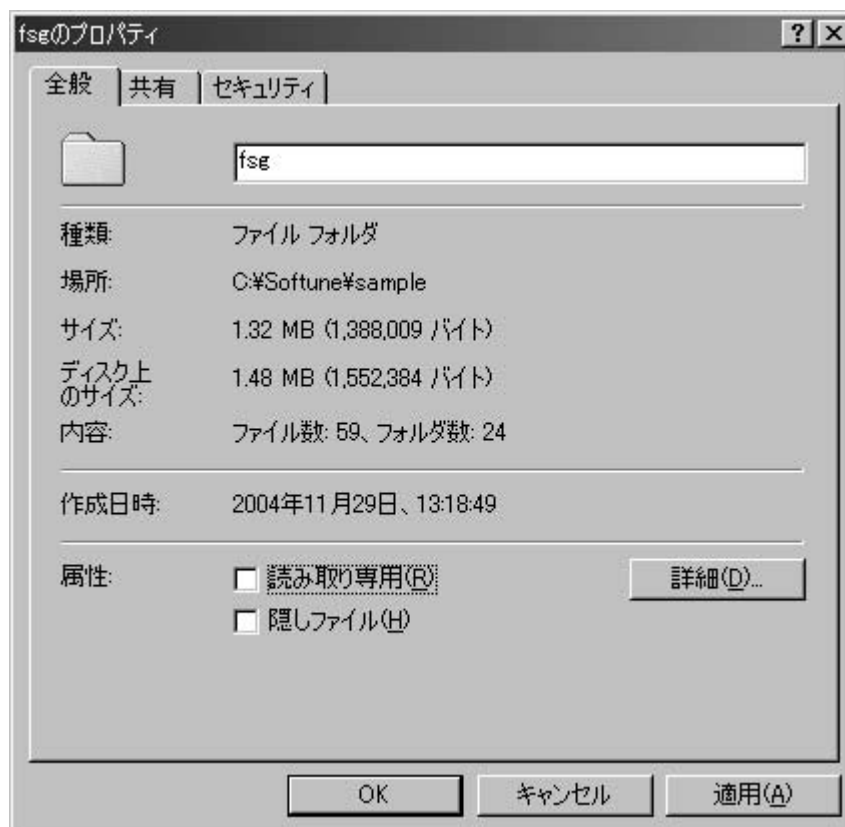 fsgのプロパティ
全般 共有 セキュリティ
fsg
種類: ファイル フォルダ
場所: C:¥Softune¥sample
サイズ: 1.32 MB (1,388,009 バイト)
ディスク上
のサイズ: 1.48 MB (1,552,384 バイト)
内容: ファイル数: 59、フォルダ数: 24
作成日時: 2004年11月29日、13:18:49
属性: 読み取り専用(R) 詳細(D)...
隠しファイル(H)
OK キャンセル 適用(A)